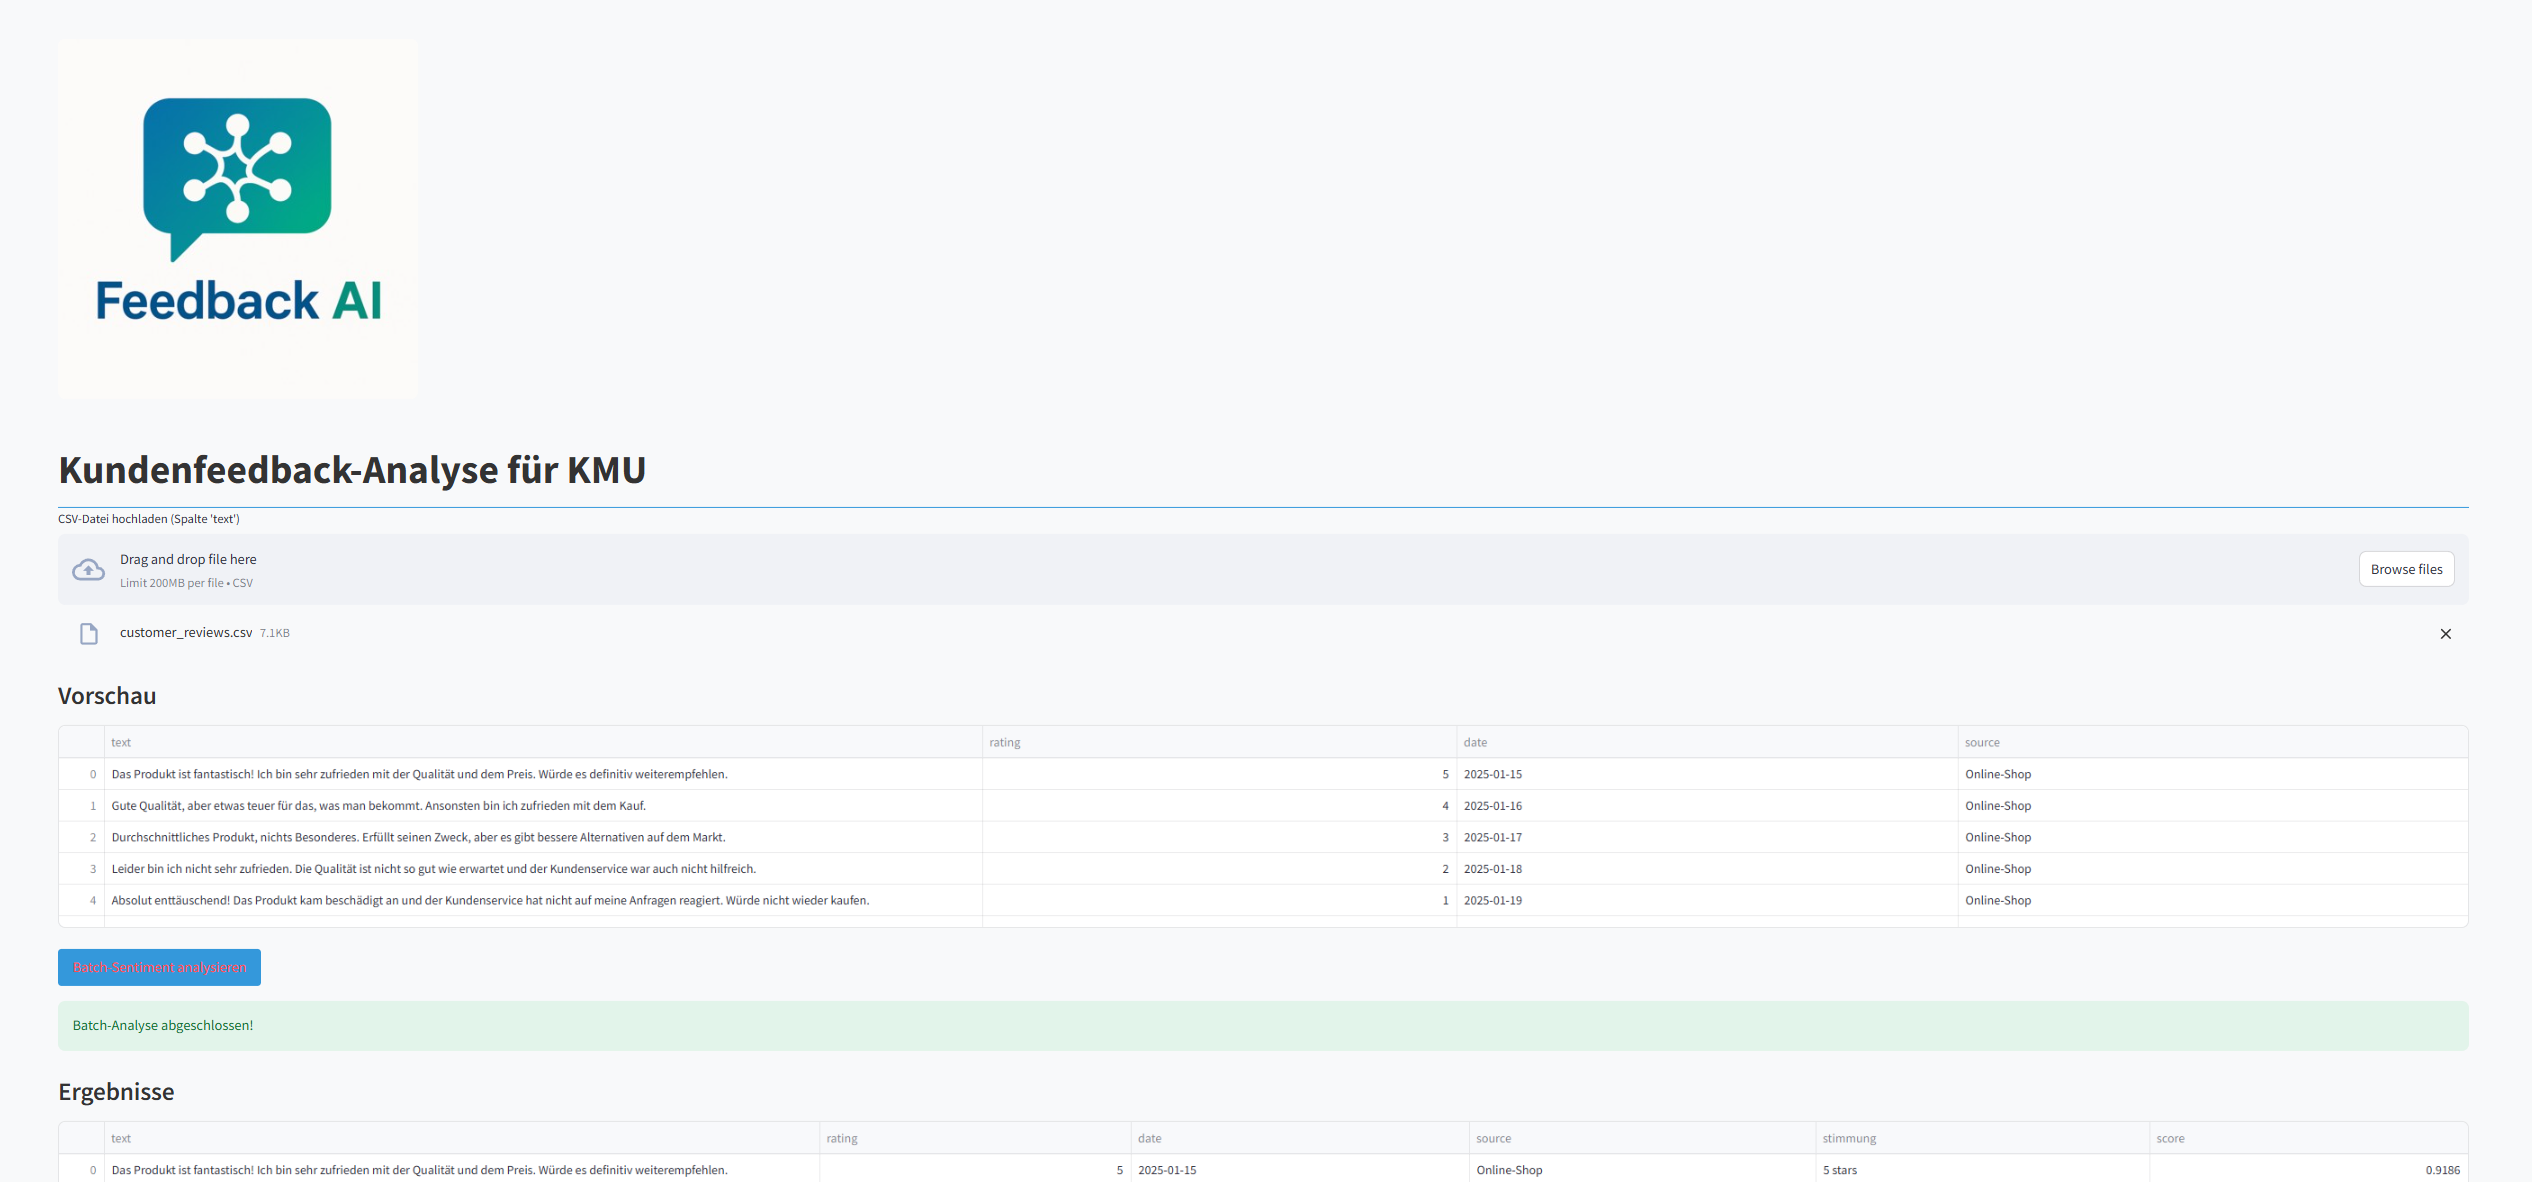 Feedback AI
Kundenfeedback-Analyse für KMU
CSV-Datei hochladen (Spalte 'text')
Drag and drop file here
Limit 200MB per file • CSV
Browse files
customer_reviews.csv 7.1KB
Vorschau
text rating date source
0 Das Produkt ist fantastisch! Ich bin sehr zufrieden mit der Qualität und dem Preis. Würde es definitiv weiterempfehlen. 5 2025-01-15 Online-Shop
1 Gute Qualität, aber etwas teuer für das, was man bekommt. Ansonsten bin ich zufrieden mit dem Kauf. 4 2025-01-16 Online-Shop
2 Durchschnittliches Produkt, nichts Besonderes. Erfüllt seinen Zweck, aber es gibt bessere Alternativen auf dem Markt. 3 2025-01-17 Online-Shop
3 Leider bin ich nicht sehr zufrieden. Die Qualität ist nicht so gut wie erwartet und der Kundenservice war auch nicht hilfreich. 2 2025-01-18 Online-Shop
4 Absolut enttäuschend! Das Produkt kam beschädigt an und der Kundenservice hat nicht auf meine Anfragen reagiert. Würde nicht wieder kaufen. 1 2025-01-19 Online-Shop
Batch-Sentiment analysieren
Batch-Analyse abgeschlossen!
Ergebnisse
text rating date source stimmung score
0 Das Produkt ist fantastisch! Ich bin sehr zufrieden mit der Qualität und dem Preis. Würde es definitiv weiterempfehlen. 5 2025-01-15 Online-Shop 5 stars 0.9186